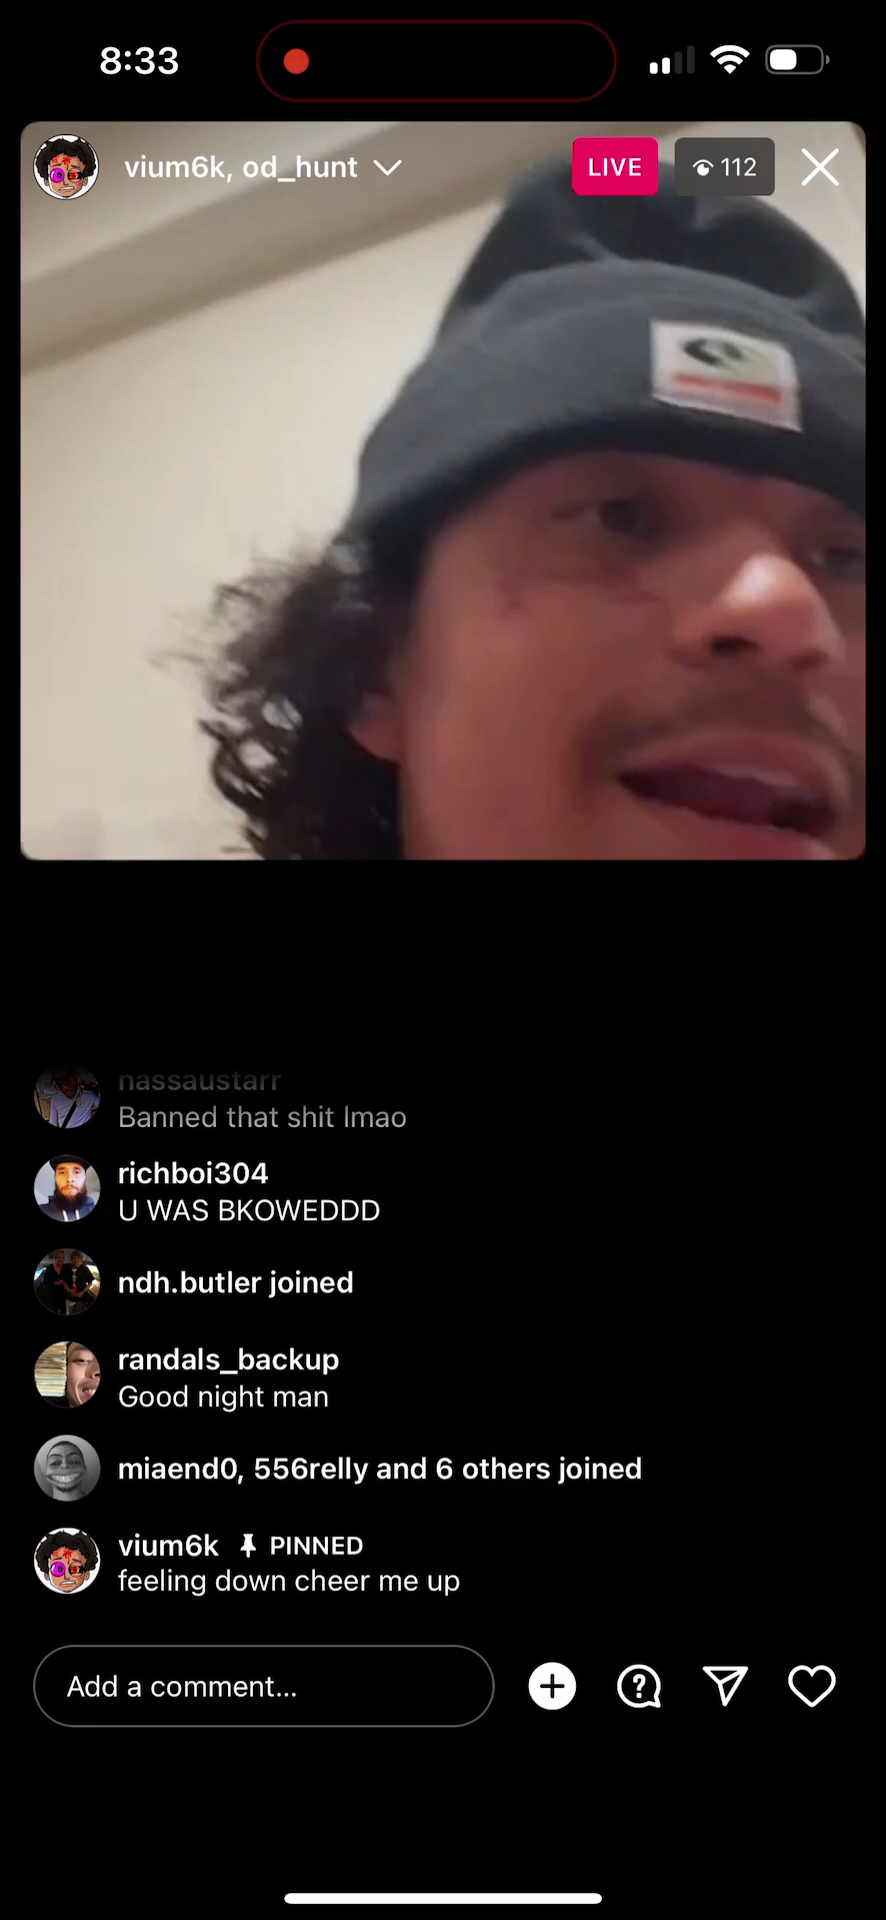 8:33
vium6k, od_hunt
LIVE
112
nassaustarr
Banned that shit lmao
richboi304
U WAS BKOWEDDD
ndh.butler joined
randals_backup
Good night man
miaend0, 556relly and 6 others joined
vium6k PINNED
feeling down cheer me up
Add a comment...